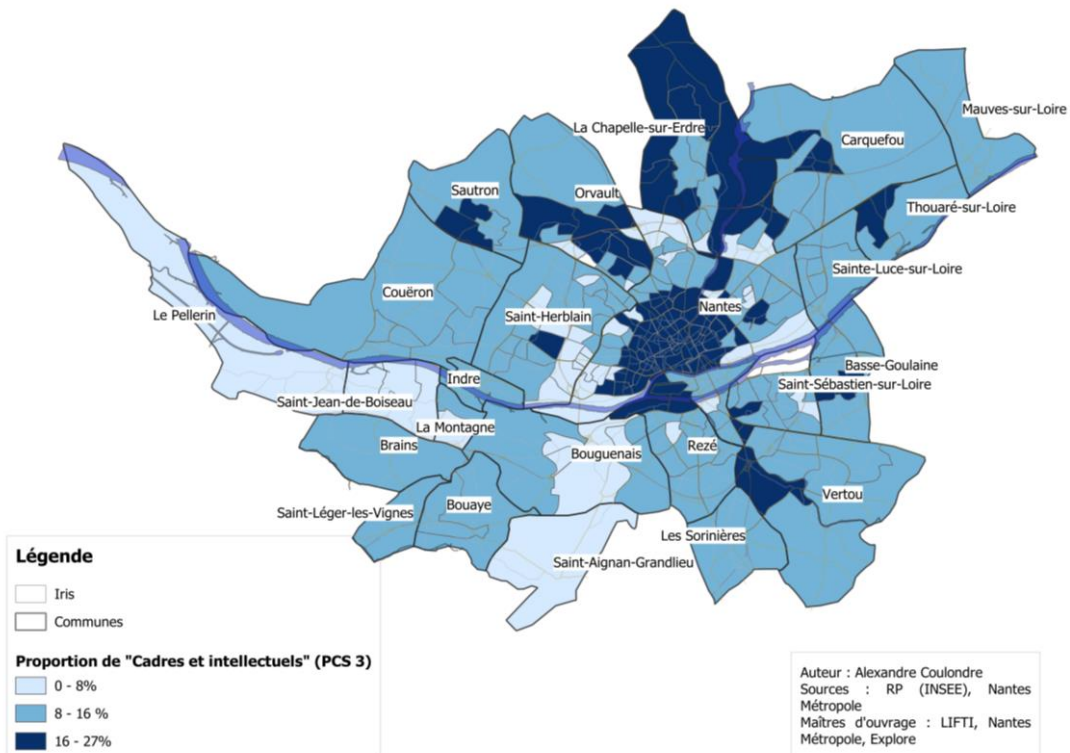 La Chapelle-sur-Erdre
Mauves-sur-Loire
Carquefou
Sautron
Orvault
Thouaré-sur-Loire
Sainte-Luce-sur-Loire
Couëron
Nantes
Le Pellerin
Saint-Herblain
Basse-Goulaine
Indre
Saint-Sébastien-sur-Loire
Saint-Jean-de-Boiseau
La Montagne
Brains
Bouguenais
Rezé
Vertou
Bouaye
Saint-Léger-les-Vignes
Les Sorinières
Saint-Aignan-Grandlieu
Légende
Iris
Communes
Proportion de "Cadres et intellectuels" (PCS 3)
0 - 8%
8 - 16 %
16 - 27%
Auteur : Alexandre Coulondre
Sources : RP (INSEE), Nantes
Métropole
Maîtres d'ouvrage : LIFTI, Nantes
Métropole, Explore